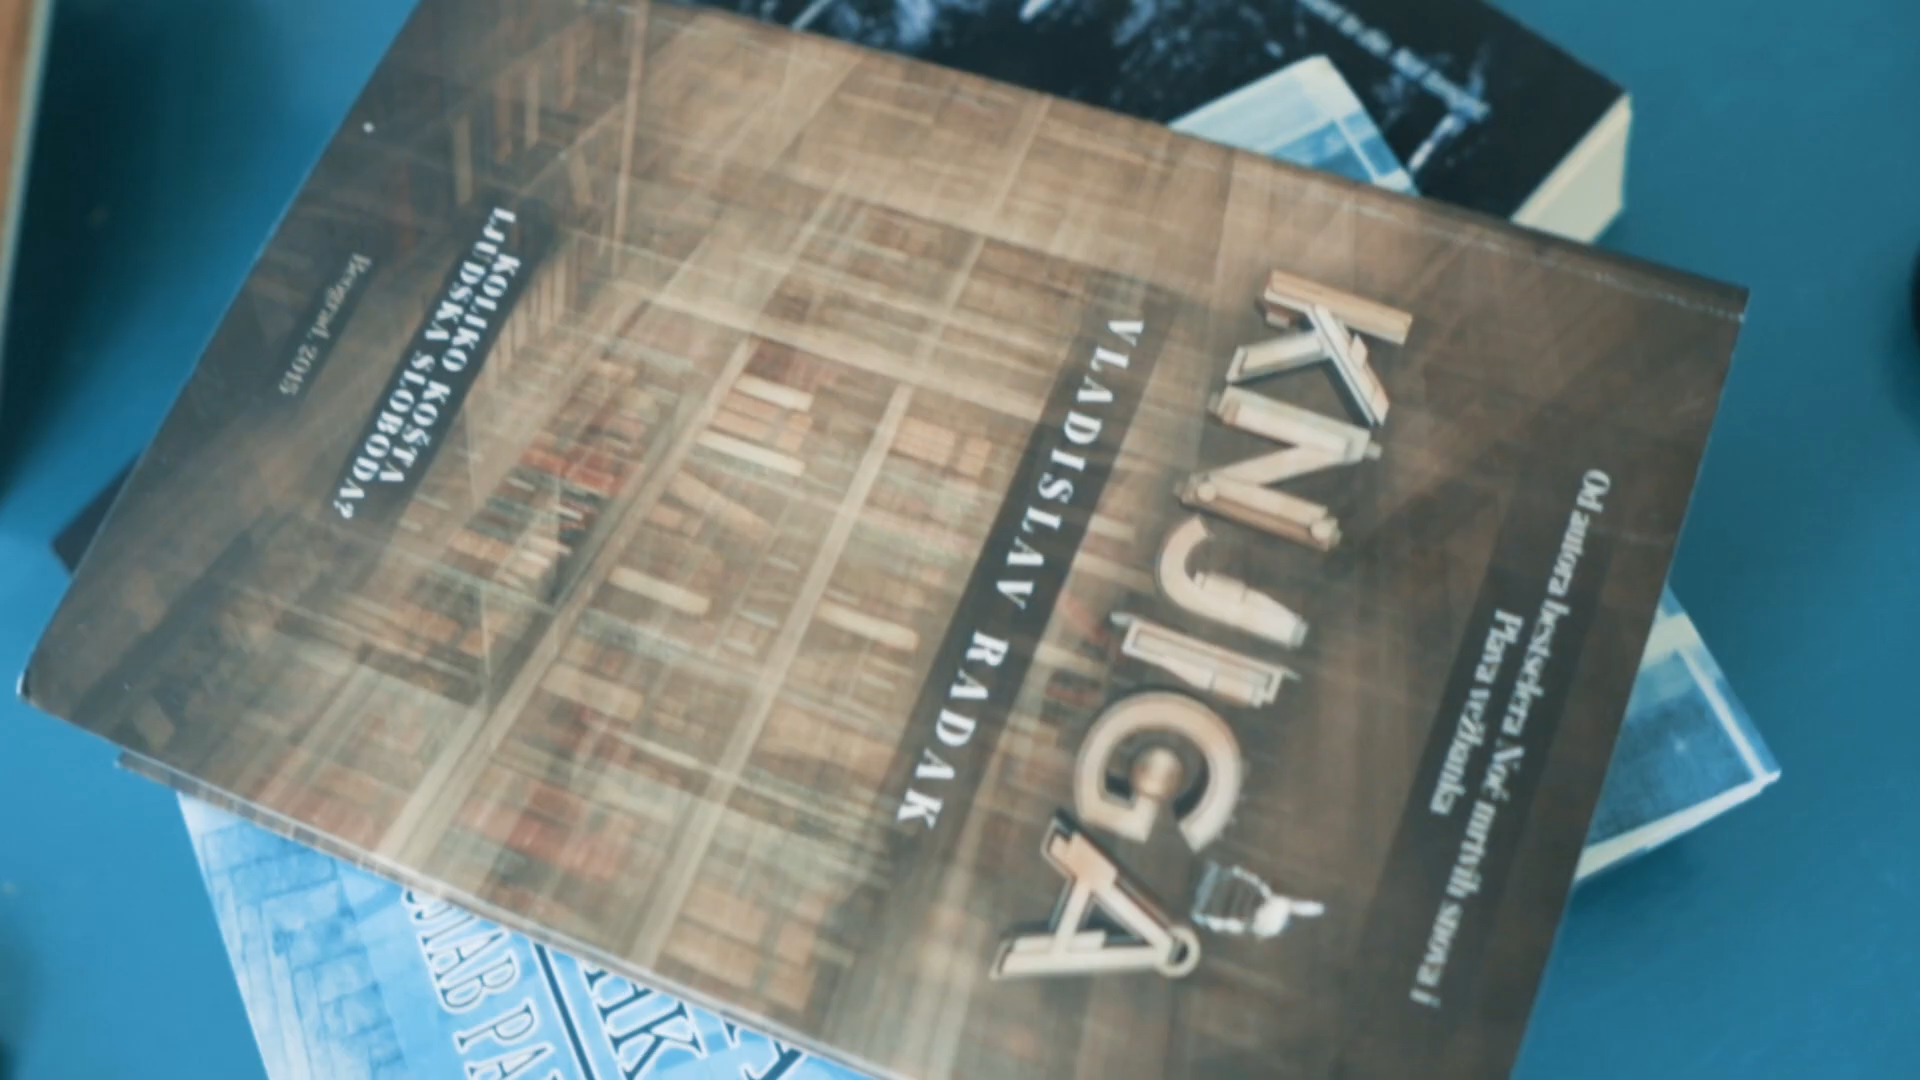 Od autora bestselera Noć mrtvih snova i
Plava vežbanka
KNJIGA
VLADISLAV RADAK
KOLIKO KOŠTA
LJUDSKA SLOBODA?
Beograd, 2015